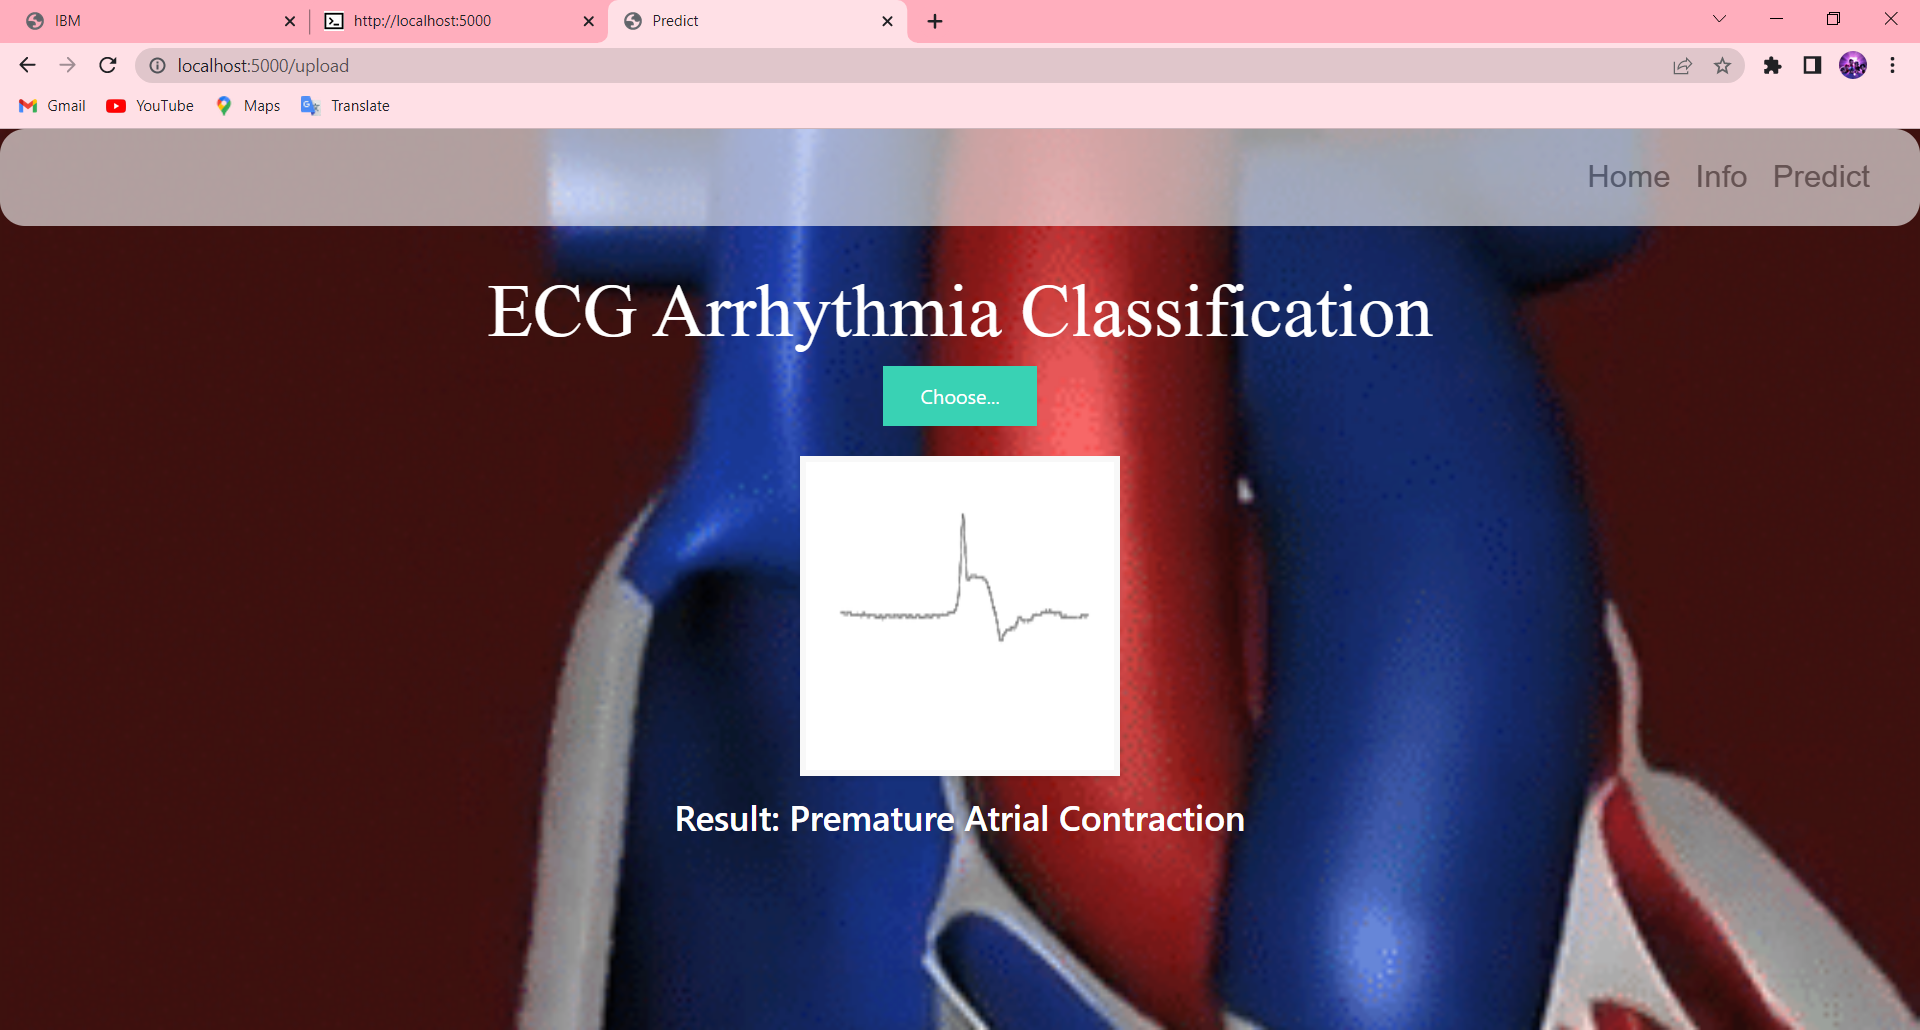 IBM
http://localhost:5000
Predict
localhost:5000/upload
Gmail
YouTube
Maps
Translate
Home
Info
Predict
ECG Arrhythmia Classification
Choose...
Result: Premature Atrial Contraction